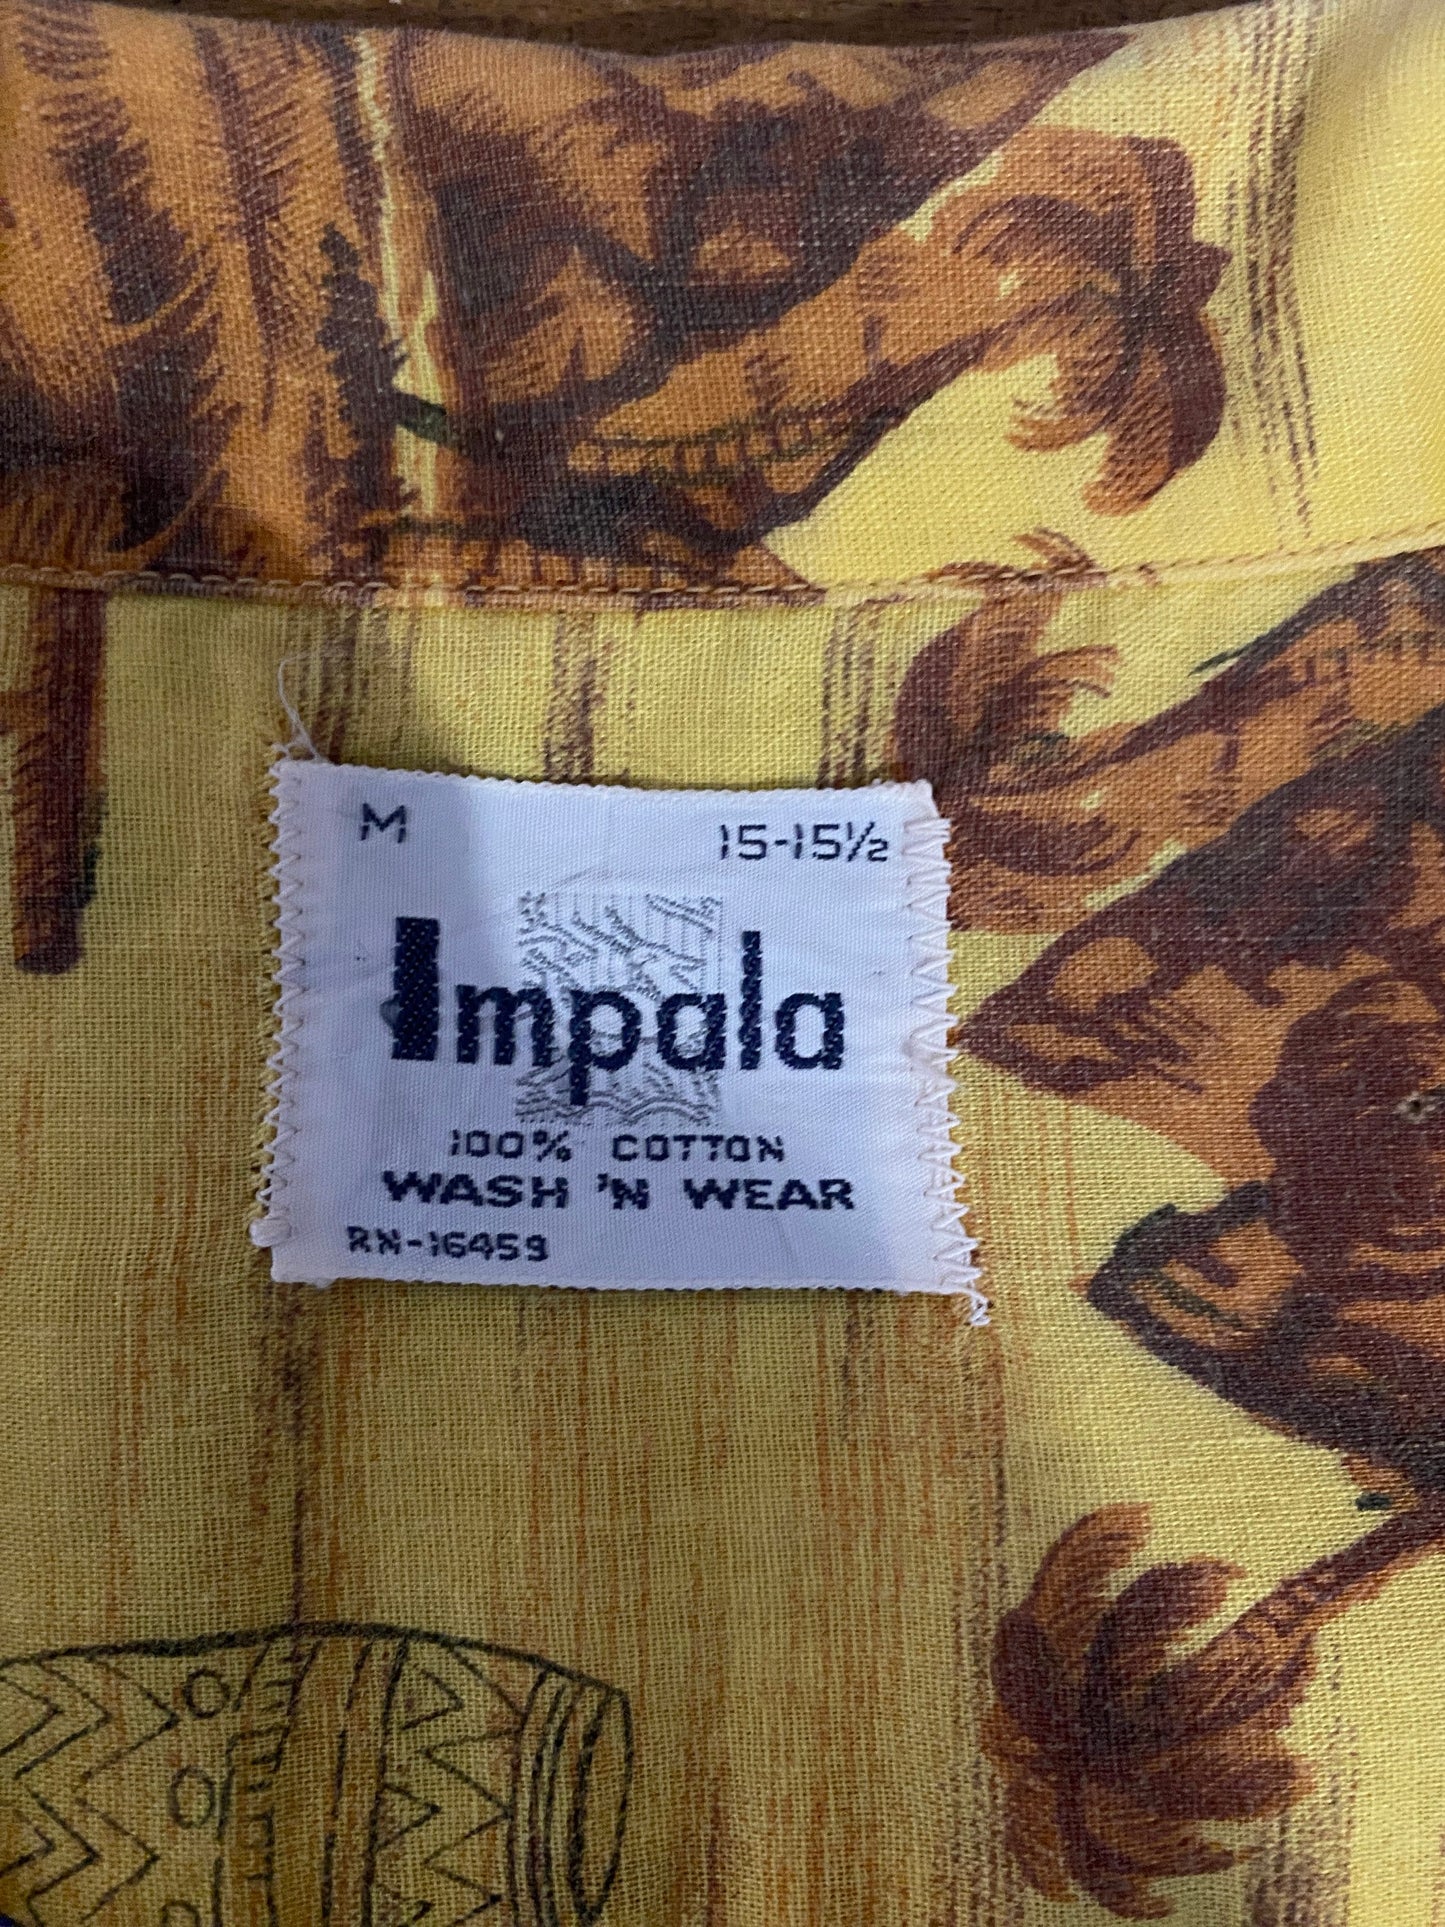 M 15-15½
Impala
100% COTTON
WASH 'N WEAR
RN-16459